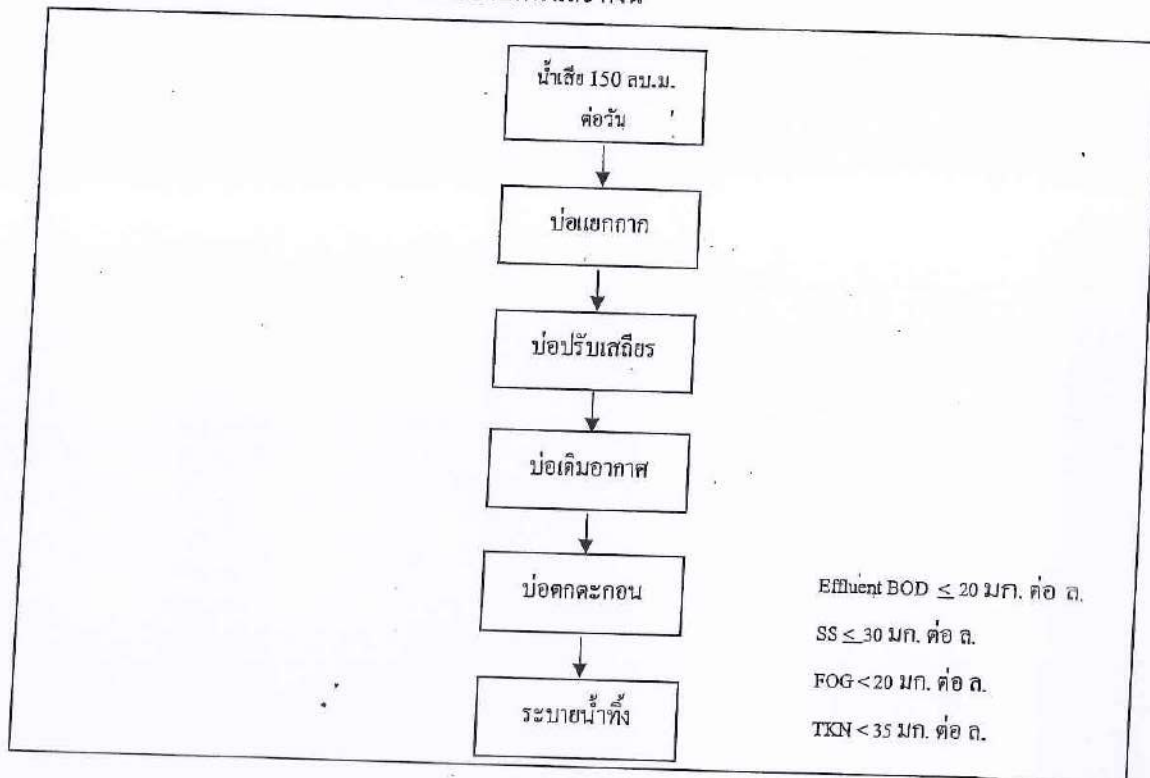 น้ำเสีย 150 ลบ.ม.
ต่อวัน
บ่อแยกกาก
บ่อปรับเสถียร
บ่อเติมอากาศ
บ่อตกตะกอน
ระบายน้ำทิ้ง
Effluent BOD ≤ 20 มก. ต่อ ล.
SS ≤ 30 มก. ต่อ ล.
FOG < 20 มก. ต่อ ล.
TKN < 35 มก. ต่อ ล.